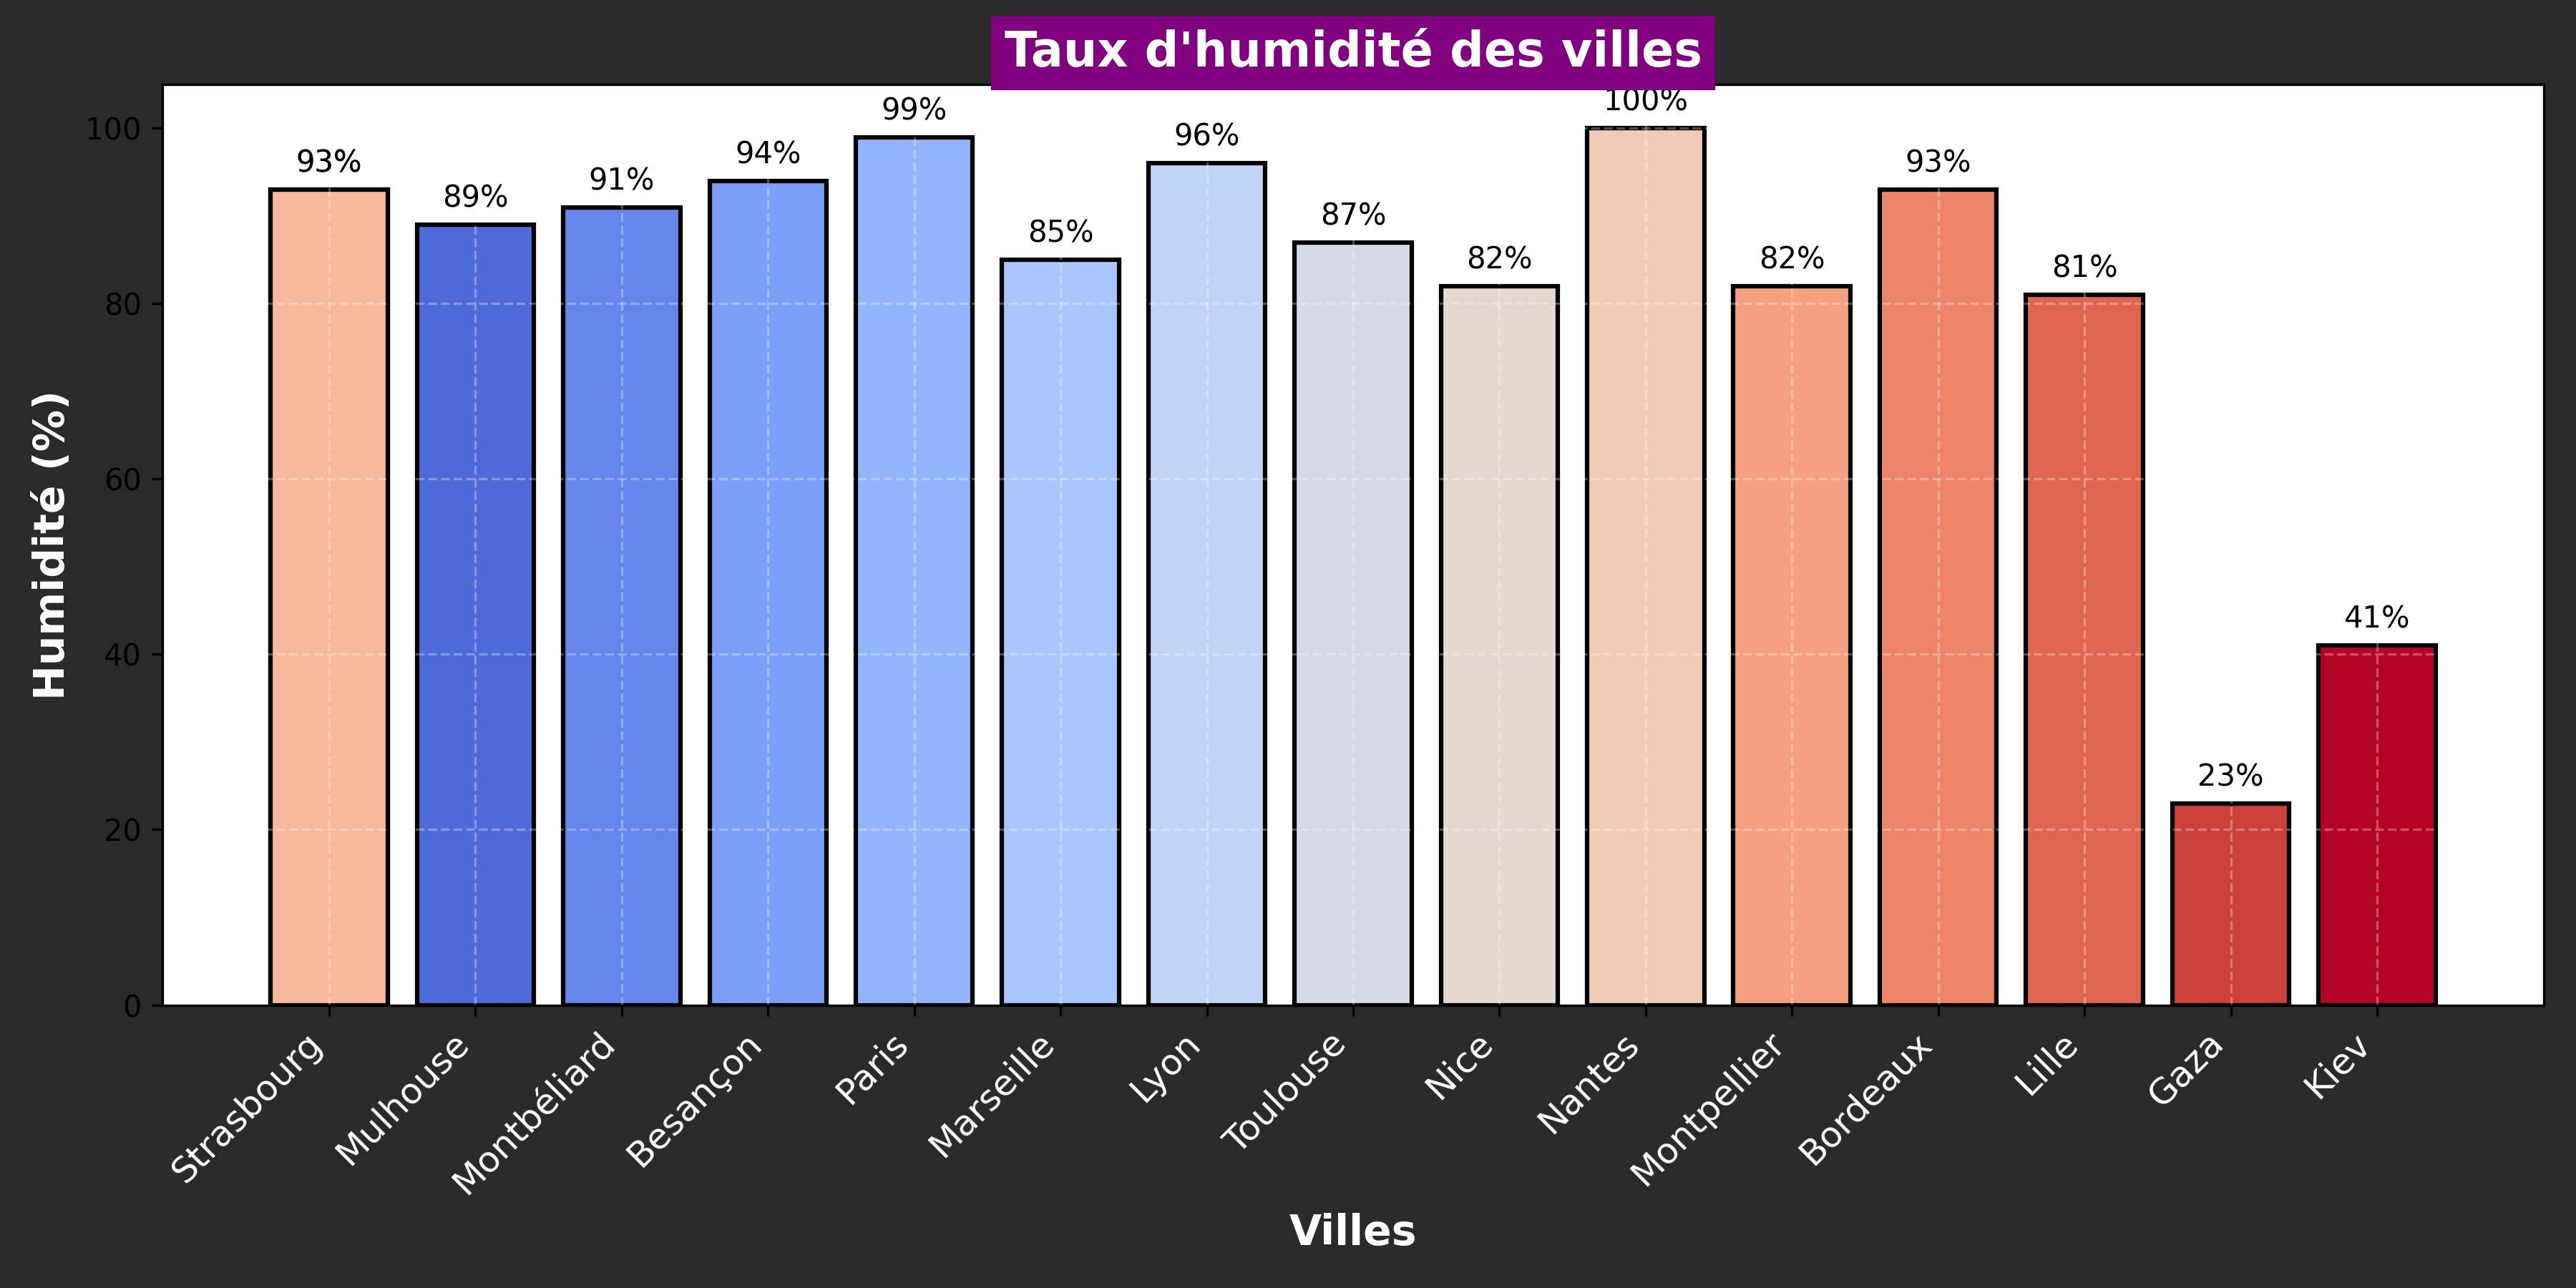 Taux d'humidité des villes
Humidité (%)
100
80
60
40
20
0
93%
89%
91%
94%
99%
85%
96%
87%
82%
100%
82%
93%
81%
23%
41%
Strasbourg
Mulhouse
Montbéliard
Besançon
Paris
Marseille
Lyon
Toulouse
Nice
Nantes
Montpellier
Bordeaux
Lille
Gaza
Kiev
Villes